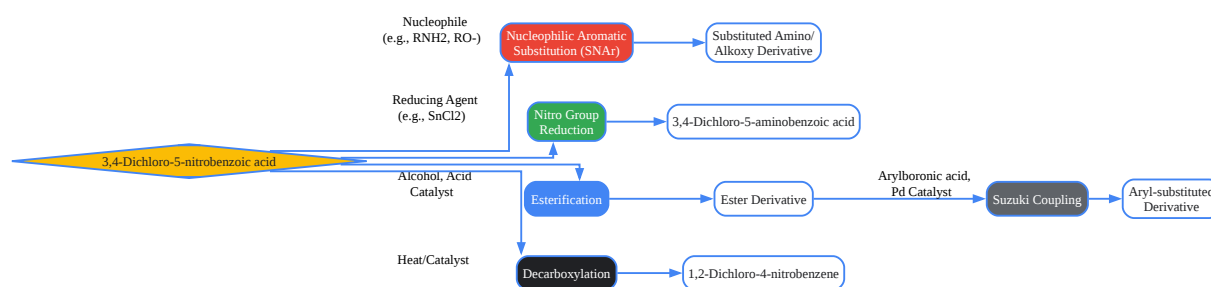 Nucleophile
(e.g., RNH2, RO-)
Nucleophilic Aromatic
Substitution (SNAr)
Substituted Amino/
Alkoxy Derivative
Reducing Agent
(e.g., SnCl2)
Nitro Group
Reduction
3,4-Dichloro-5-aminobenzoic acid
3,4-Dichloro-5-nitrobenzoic acid
Alcohol, Acid
Catalyst
Esterification
Ester Derivative
Arylboronic acid,
Pd Catalyst
Suzuki Coupling
Aryl-substituted
Derivative
Heat/Catalyst
Decarboxylation
1,2-Dichloro-4-nitrobenzene